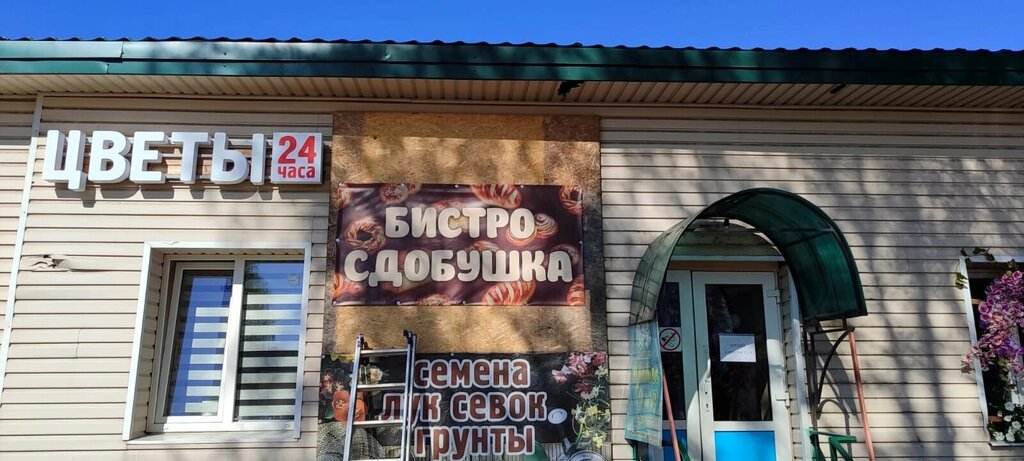 ЦВЕТЫ 24
часа
БИСТРО
СДОБУШКА
семена
лук севок
грунты